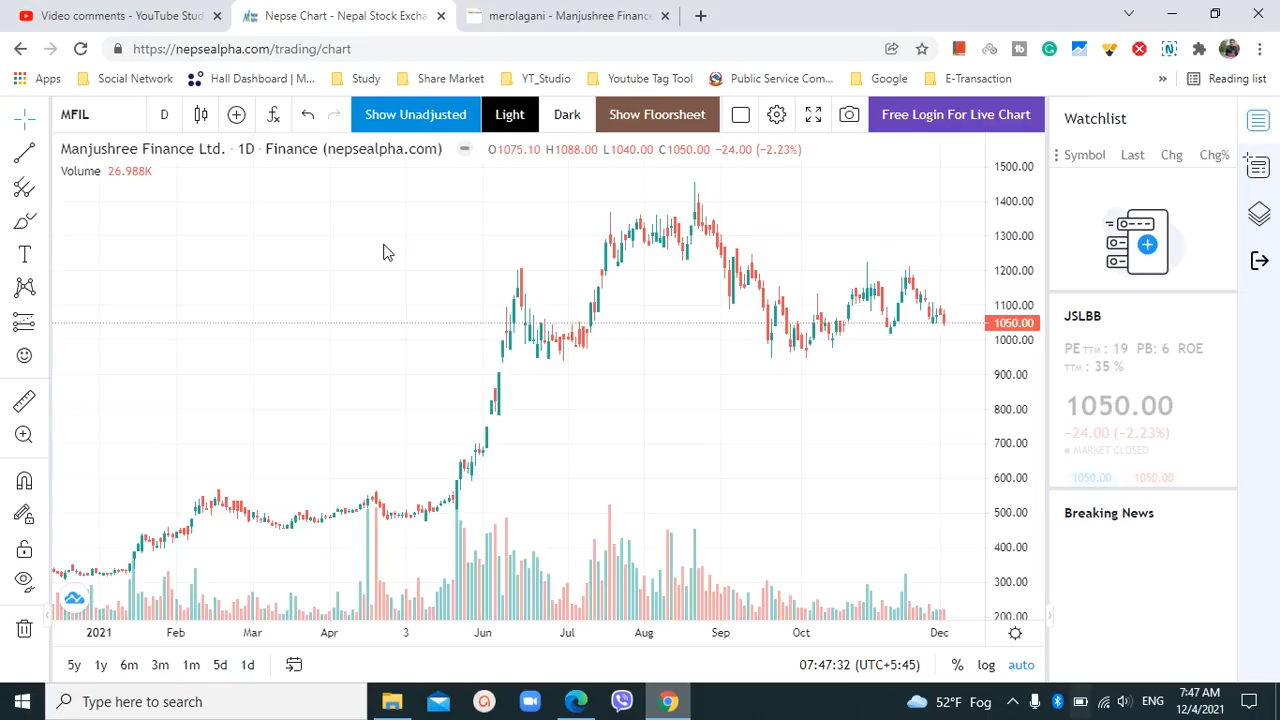 Video comments - YouTube Stud
Nepse Chart - Nepal Stock Excha
merolagani - Manjushree Finance
https://nepsealpha.com/trading/chart
Apps
Social Network
Hall Dashboard | M...
Study
Share Market
YT_Studio
Youtube Tag Tool
Public Service Com...
Google
E-Transaction
»
Reading list
MFIL
D
Show Unadjusted
Light
Dark
Show Floorsheet
Free Login For Live Chart
Manjushree Finance Ltd. · 1D · Finance (nepsealpha.com)
O1075.10 H1088.00 L1040.00 C1050.00 −24.00 (−2.23%)
Volume 26.988K
1500.00
1400.00
1300.00
1200.00
1100.00
1050.00
1000.00
900.00
800.00
700.00
600.00
500.00
400.00
300.00
200.00
2021 Feb Mar Apr 3 Jun Jul Aug Sep Oct Dec
5y 1y 6m 3m 1m 5d 1d
07:47:32 (UTC+5:45)
% log auto
Watchlist
Symbol Last Chg Chg%
JSLBB
PE TTM : 19 PB: 6 ROE
TTM : 35 %
1050.00
−24.00 (−2.23%)
MARKET CLOSED
1050.00 1050.00
Breaking News
Type here to search
52°F Fog
ENG
7:47 AM
12/4/2021